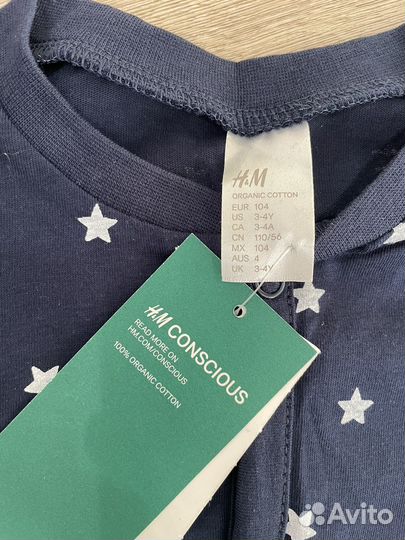 H&M
ORGANIC COTTON
EUR 104
US 3-4Y
CA 3-4A
CN 110/56
MX 104
AUS 4
UK 3-4Y
H&M CONSCIOUS
READ MORE ON
HM.COM/CONSCIOUS
100% ORGANIC COTTON
Avito